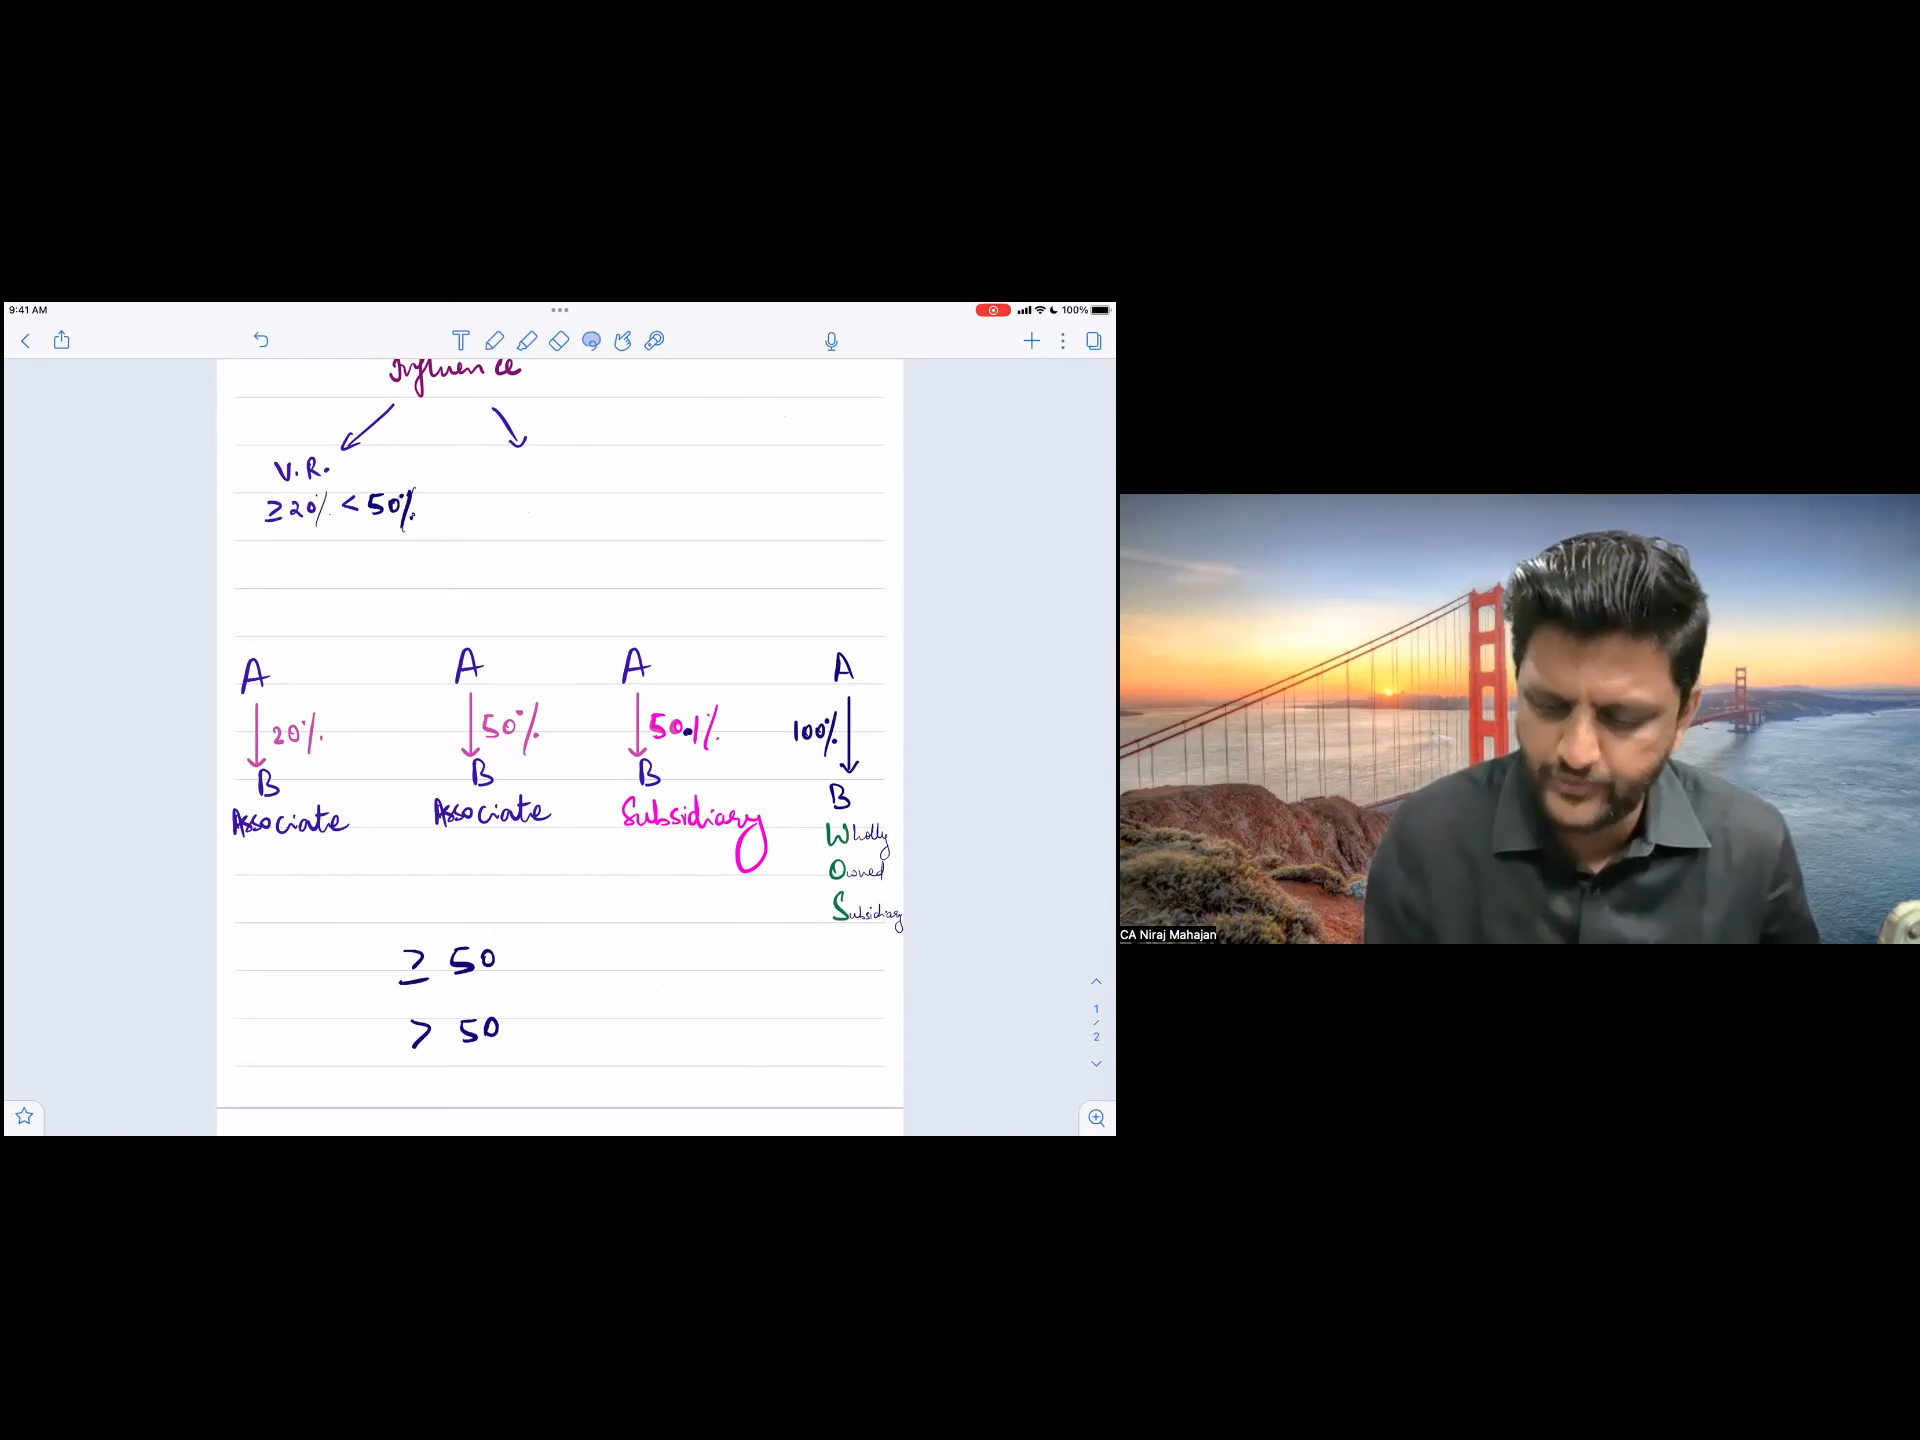 9:41 AM
100%
Influence
V.R.
≥20% < 50%
A A A A
20% 50% 50.1% 100%
B B B B
Associate Associate Subsidiary Wholly
Owned
Subsidiary
≥ 50
> 50
1
/
2
CA Niraj Mahajan